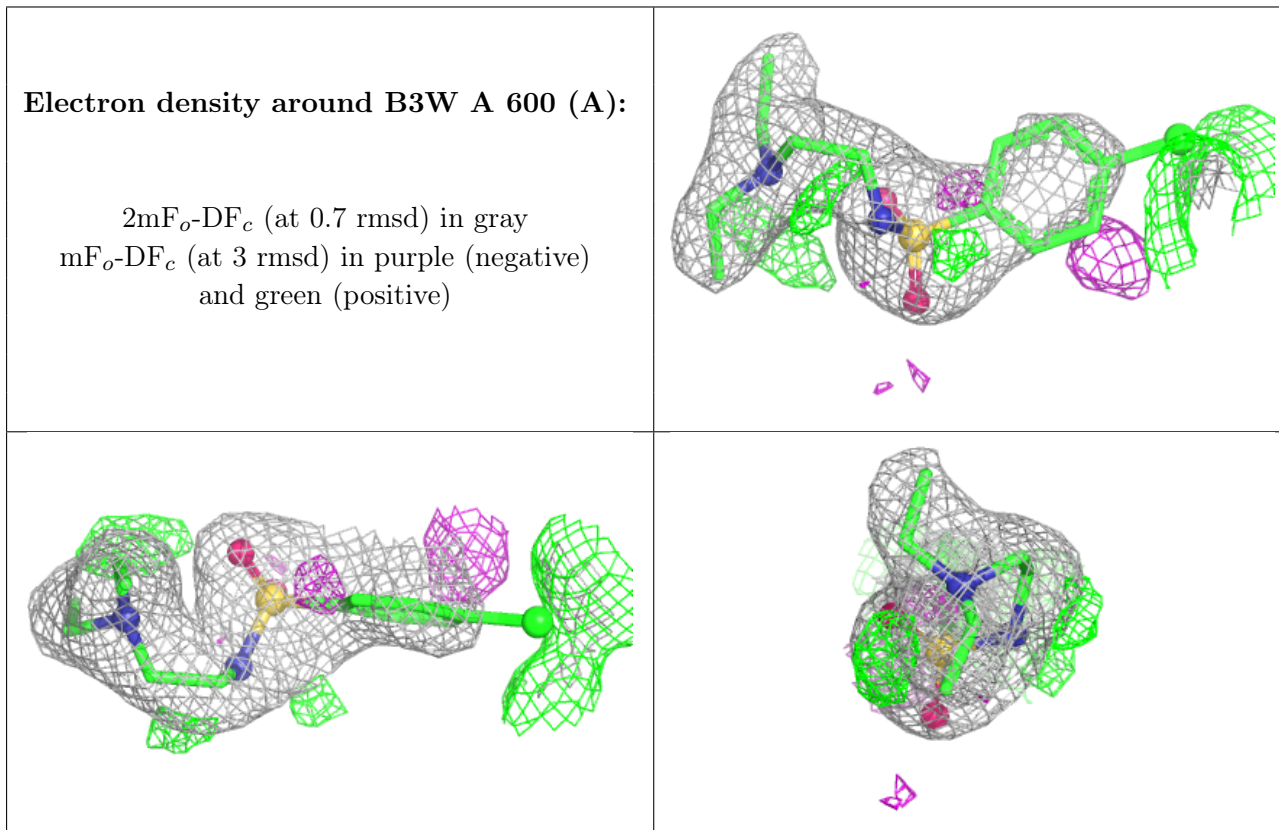 Electron density around B3W A 600 (A):
2mFₒ-DF𝒸 (at 0.7 rmsd) in gray
mFₒ-DF𝒸 (at 3 rmsd) in purple (negative)
and green (positive)